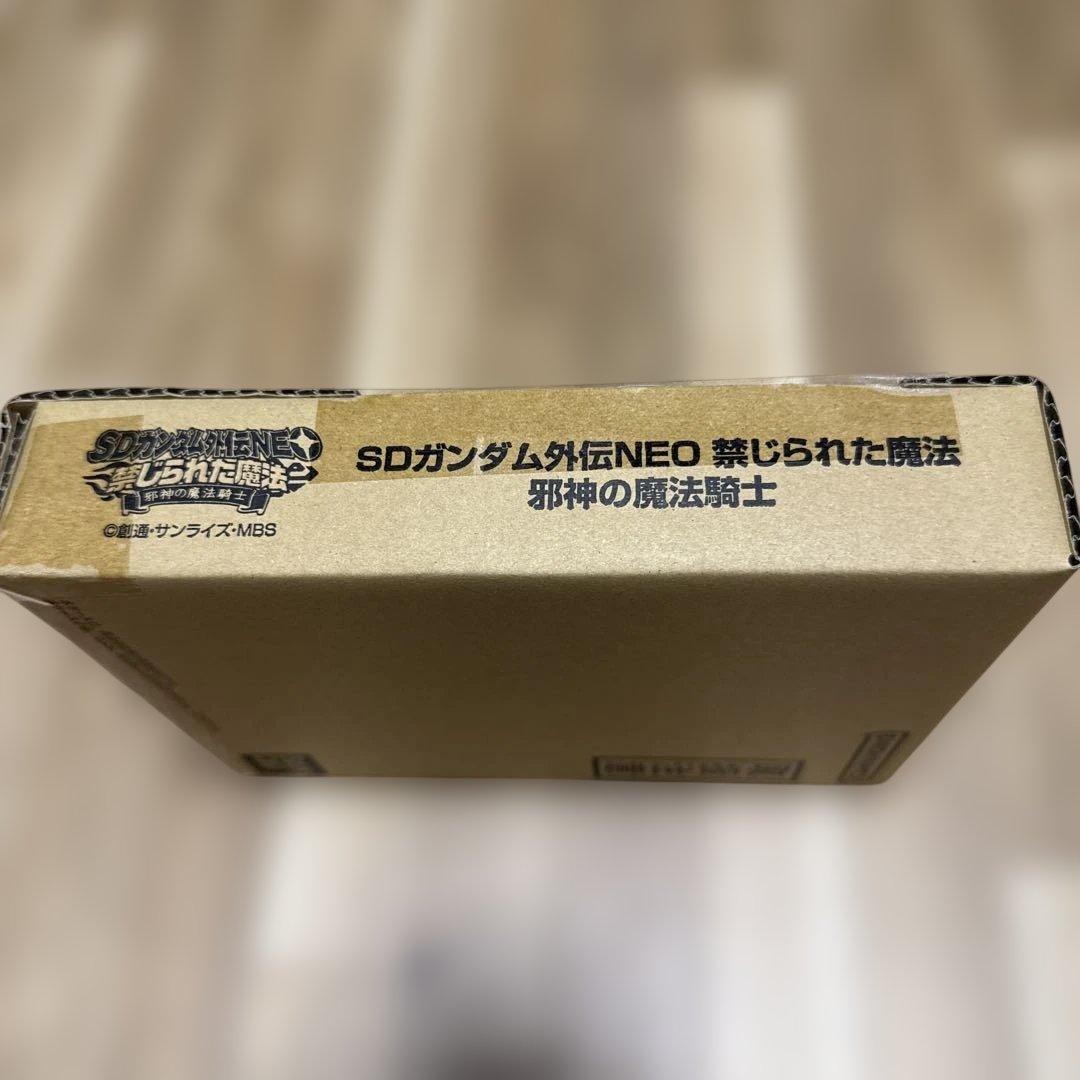 SDガンダム外伝NEO
禁じられた魔法
邪神の魔法騎士
©創通・サンライズ・MBS
SDガンダム外伝NEO 禁じられた魔法
邪神の魔法騎士